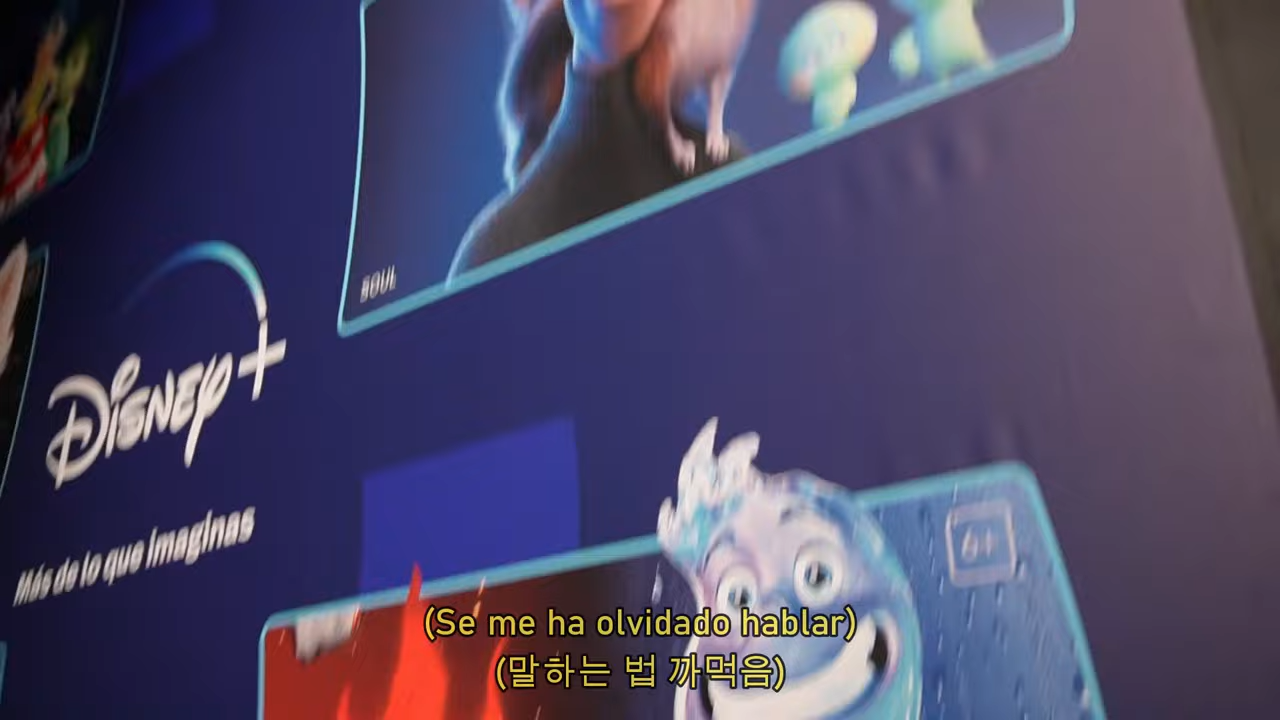 SOUL
Disney+
Más de lo que imaginas
6+
(Se me ha olvidado hablar)
(말하는 법 까먹음)